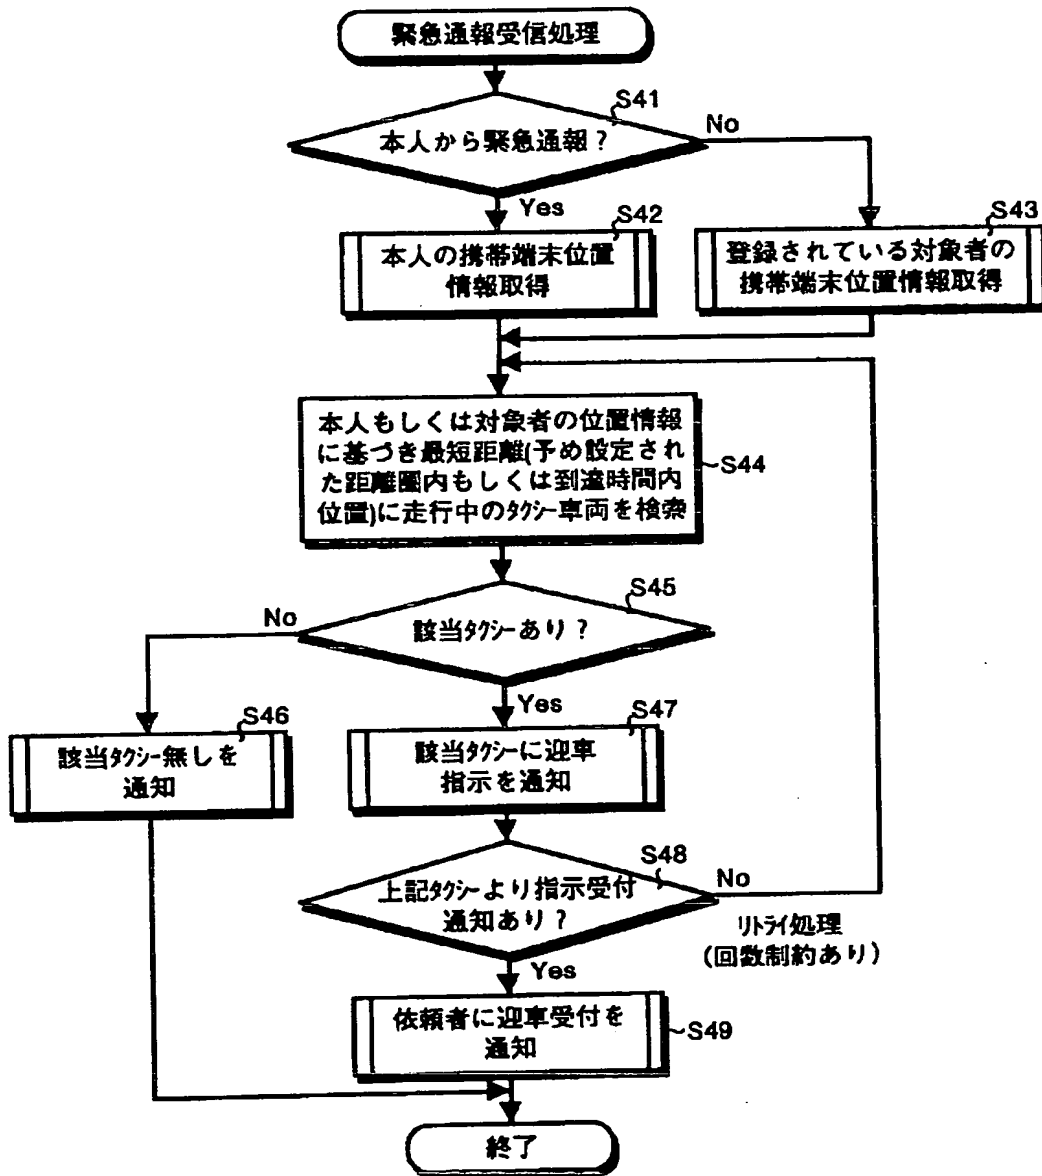 緊急通報受信処理
S41
本人から緊急通報？
No
Yes
S42
本人の携帯端末位置
情報取得
S43
登録されている対象者の
携帯端末位置情報取得
本人もしくは対象者の位置情報
に基づき最短距離(予め設定され
た距離圏内もしくは到達時間内
位置)に走行中のタクシー車両を検索
S44
S45
該当タクシーあり？
No
Yes
S46
該当タクシー無しを
通知
S47
該当タクシーに迎車
指示を通知
S48
上記タクシーより指示受付
通知あり？
No
リトライ処理
(回数制約あり)
Yes
依頼者に迎車受付を
通知
S49
終了